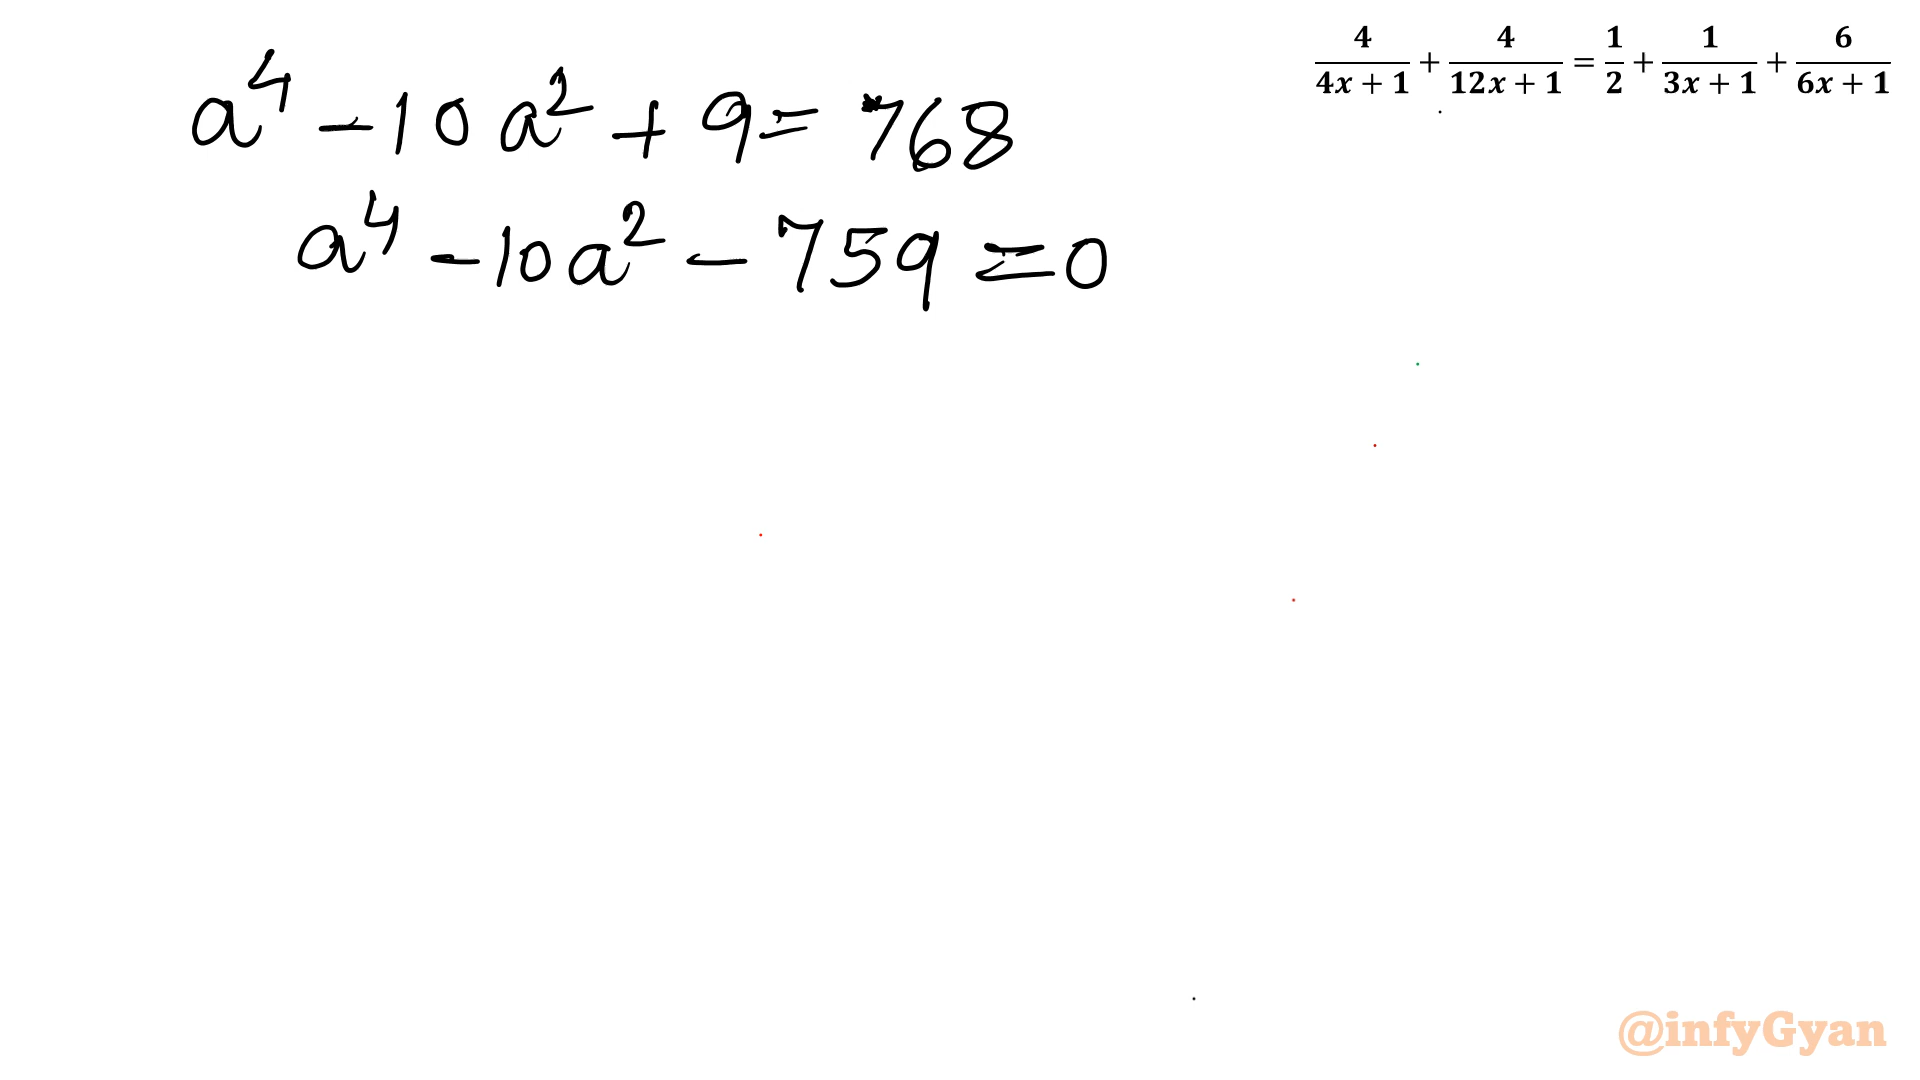 a⁴ - 10a² + 9 = 768
a⁴ - 10a² - 759 = 0
4/(4x + 1) + 4/(12x + 1) = 1/2 + 1/(3x + 1) + 6/(6x + 1)
@infyGyan